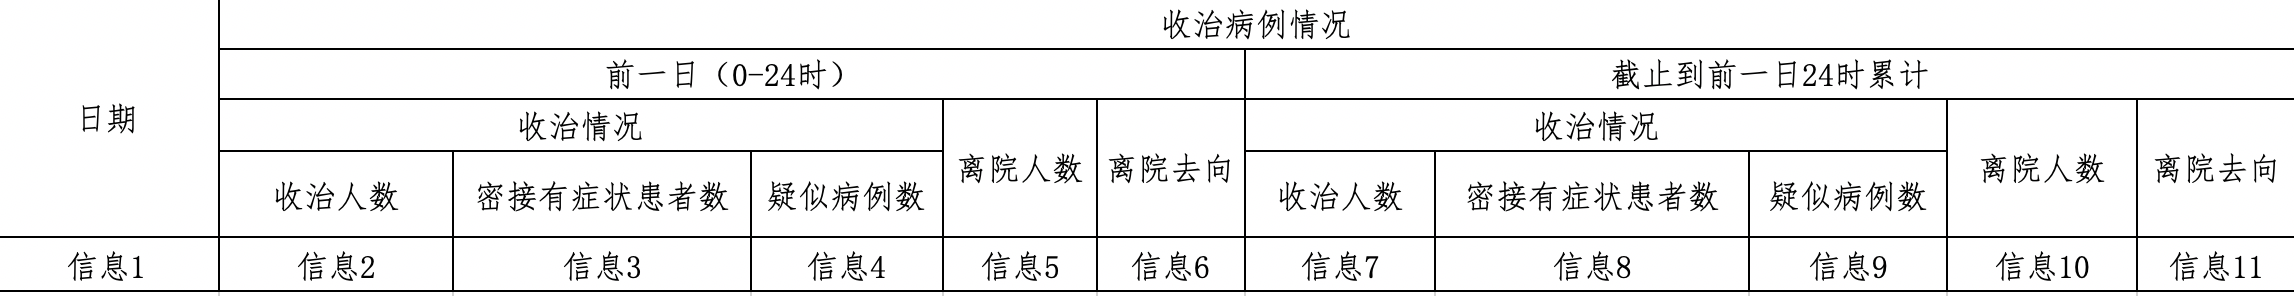 收治病例情况
前一日（0-24时） 截止到前一日24时累计
日期
收治情况 离院人数 离院去向 收治情况 离院人数 离院去向
收治人数 密接有症状患者数 疑似病例数 收治人数 密接有症状患者数 疑似病例数
信息1 信息2 信息3 信息4 信息5 信息6 信息7 信息8 信息9 信息10 信息11